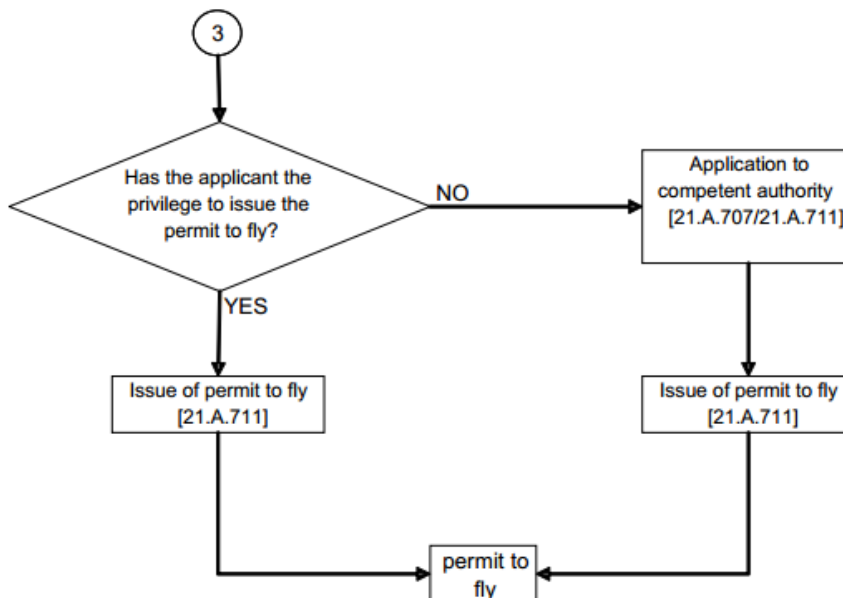 3
Has the applicant the
privilege to issue the
permit to fly?
NO
Application to
competent authority
[21.A.707/21.A.711]
YES
Issue of permit to fly
[21.A.711]
Issue of permit to fly
[21.A.711]
permit to
fly